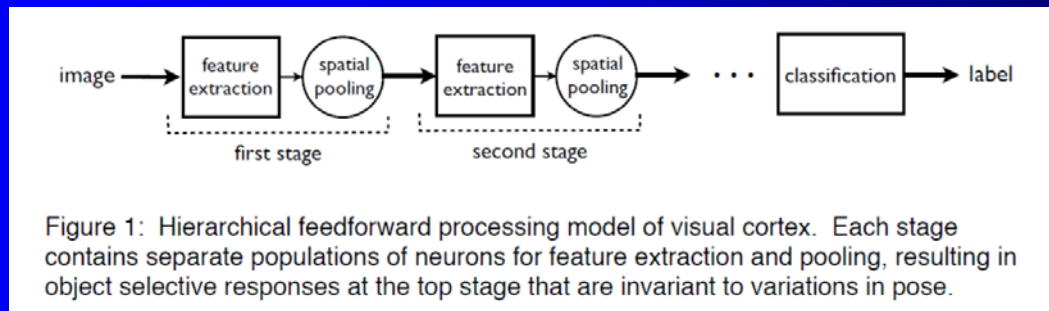 image
feature
extraction
spatial
pooling
feature
extraction
spatial
pooling
. . .
classification
label
first stage
second stage
Figure 1: Hierarchical feedforward processing model of visual cortex. Each stage
contains separate populations of neurons for feature extraction and pooling, resulting in
object selective responses at the top stage that are invariant to variations in pose.